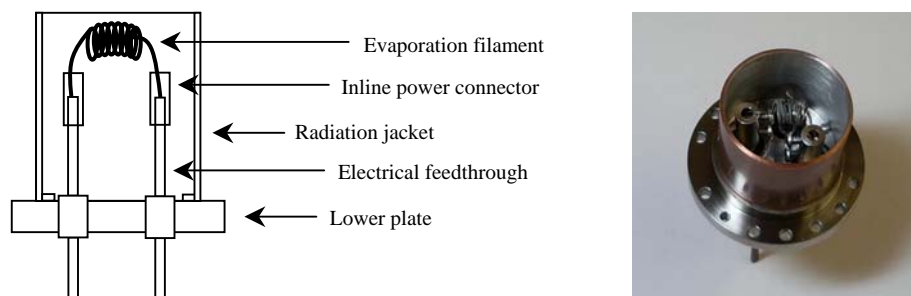 Evaporation filament
Inline power connector
Radiation jacket
Electrical feedthrough
Lower plate